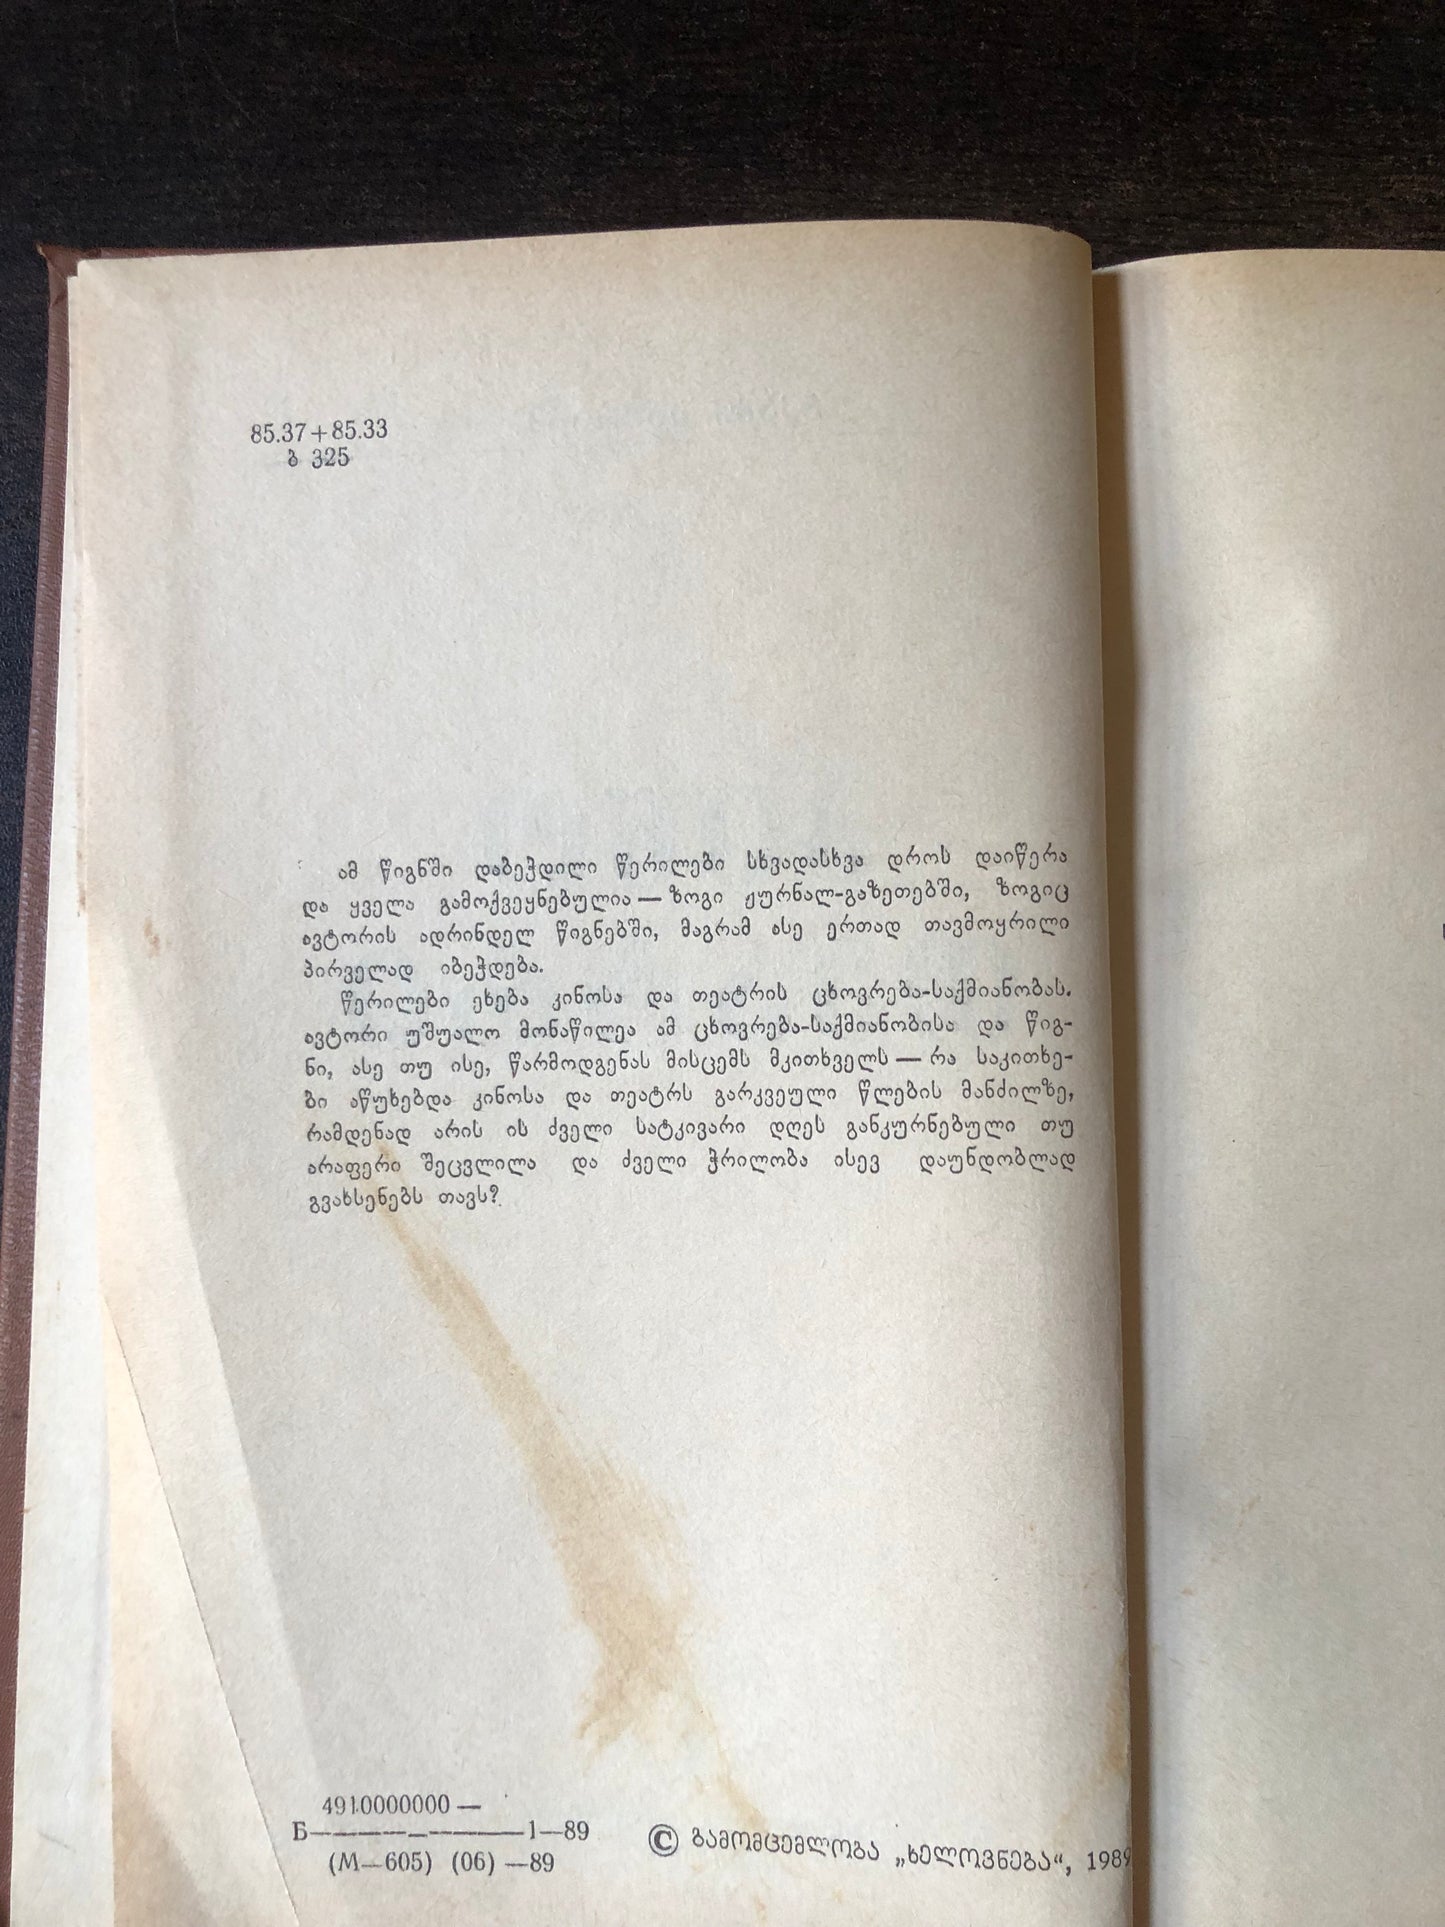 85.37+85.33
ბ 325
ამ წიგნში დაბეჭდილი წერილები სხვადასხვა დროს დაიწერა
და ყველა გამოქვეყნებულია — ზოგი ჟურნალ-გაზეთებში, ზოგიც
ავტორის ადრინდელ წიგნებში, მაგრამ ასე ერთად თავმოყრილი
პირველად იბეჭდება.
წერილები ეხება კინოსა და თეატრის ცხოვრება-საქმიანობას.
ავტორი უშუალო მონაწილეა ამ ცხოვრება-საქმიანობისა და წიგ-
ნი, ასე თუ ისე, წარმოდგენას მისცემს მკითხველს — რა საკითხე-
ბი აწუხებდა კინოსა და თეატრს გარკვეული წლების მანძილზე,
რამდენად არის ის ძველი სატკივარი დღეს განკურნებული თუ
არაფერი შეცვლილა და ძველი ჭრილობა ისევ დაუნდობლად
გვახსენებს თავს?
4910000000 —
Б————————1—89
(М—605) (06) —89
© გამომცემლობა „ხელოვნება“, 1989